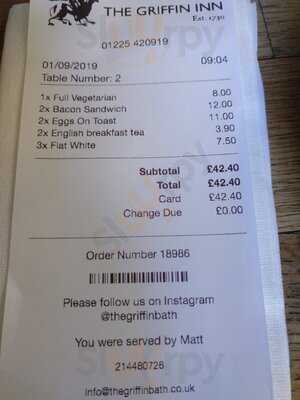 THE GRIFFIN INN
Est. 1730
01225 420919
01/09/2019 09:04
Table Number: 2
1x Full Vegetarian 8.00
2x Bacon Sandwich 12.00
2x Eggs On Toast 11.00
2x English breakfast tea 3.90
3x Flat White 7.50
Subtotal £42.40
Total £42.40
Card £42.40
Change Due £0.00
Order Number 18986
Please follow us on Instagram
@thegriffinbath
You were served by Matt
214480726
info@thegriffinbath.co.uk